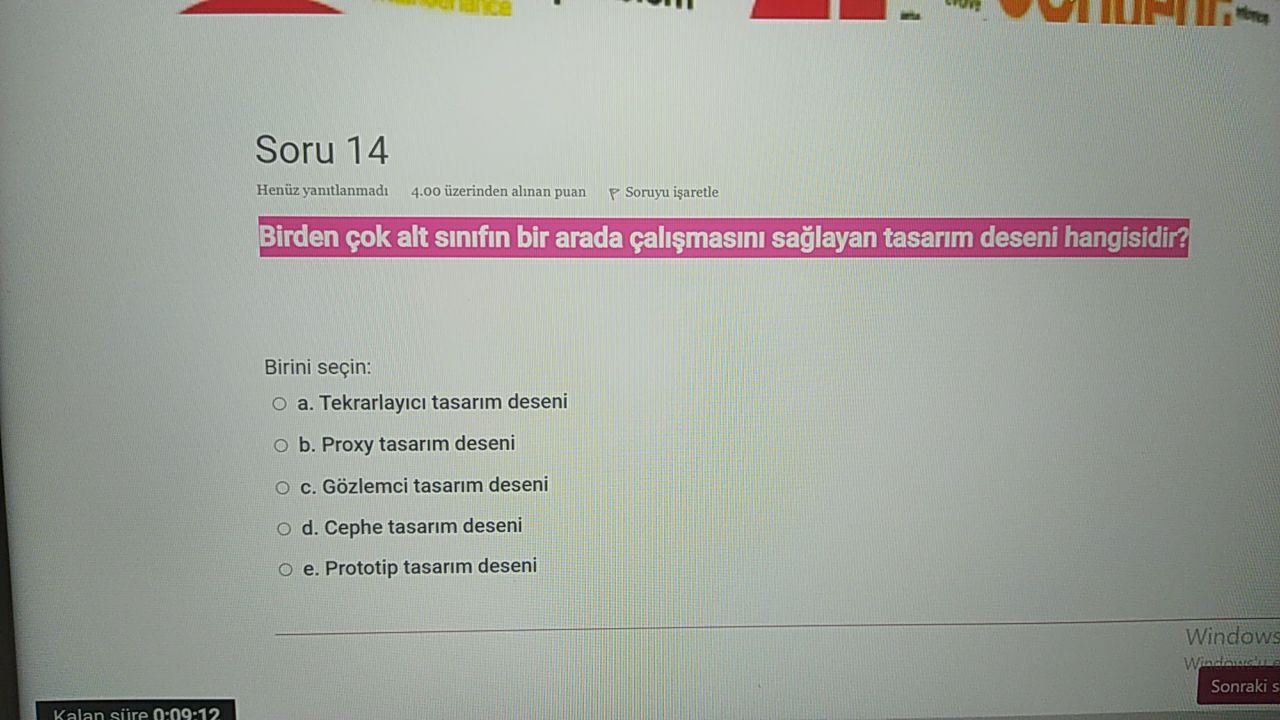 Soru 14
Henüz yanıtlanmadı 4.00 üzerinden alınan puan Soruyu işaretle
Birden çok alt sınıfın bir arada çalışmasını sağlayan tasarım deseni hangisidir?
Birini seçin:
a. Tekrarlayıcı tasarım deseni
b. Proxy tasarım deseni
c. Gözlemci tasarım deseni
d. Cephe tasarım deseni
e. Prototip tasarım deseni
Windows
Sonraki s
Kalan süre 0:09:12